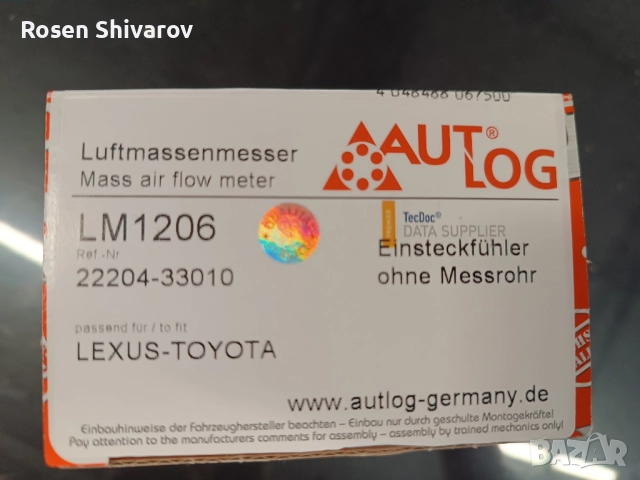 Rosen Shivarov
4 048488 067500
AUTLOG®
Luftmassenmesser
Mass air flow meter
LM1206
TecDoc®
DATA SUPPLIER
PREMIER
Ref.-Nr
22204-33010
Einsteckfühler
ohne Messrohr
passend für / to fit
LEXUS-TOYOTA
www.autlog-germany.de
Einbauhinweise der Fahrzeughersteller beachten – Einbau nur durch geschulte Montagekräfte!
Pay attention to the manufacturers comments for assembly – assembly by trained mechanics only!
BAZAR